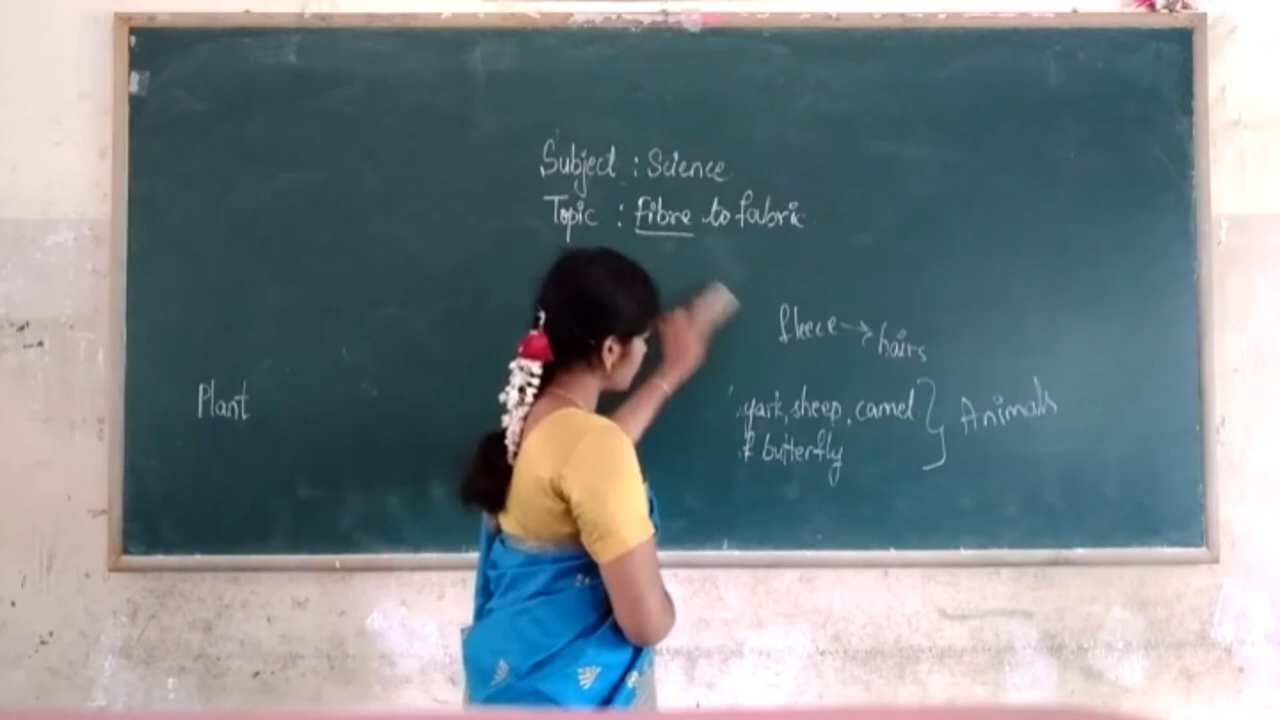 Subject : Science
Topic : fibre to fabric
fleece → hairs
Plant
yark, sheep, camel } Animals
& butterfly